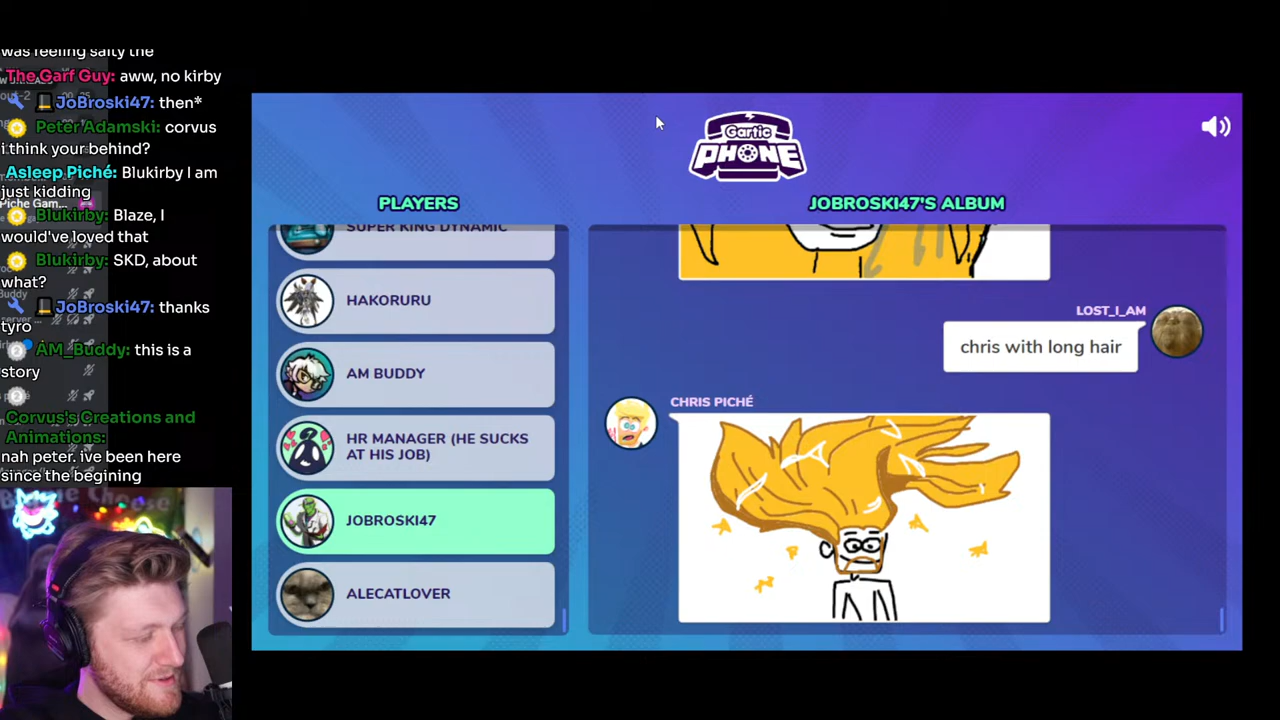 was feeling salty the
The Garf Guy: aww, no kirby
JoBroski47: then*
Peter Adamski: corvus
i think your behind?
Asleep Piché: Blukirby I am
just kidding
Piche Gam...
Blukirby: Blaze, I
would've loved that
Blukirby: SKD, about
what?
JoBroski47: thanks
tyro
AM_Buddy: this is a
story
Corvus's Creations and
Animations:
nah peter. ive been here
since the begining
Gartic
PHONE
PLAYERS
SUPER KING DYNAMIC
HAKORURU
AM BUDDY
HR MANAGER (HE SUCKS
AT HIS JOB)
JOBROSKI47
ALECATLOVER
JOBROSKI47'S ALBUM
LOST_I_AM
chris with long hair
CHRIS PICHÉ